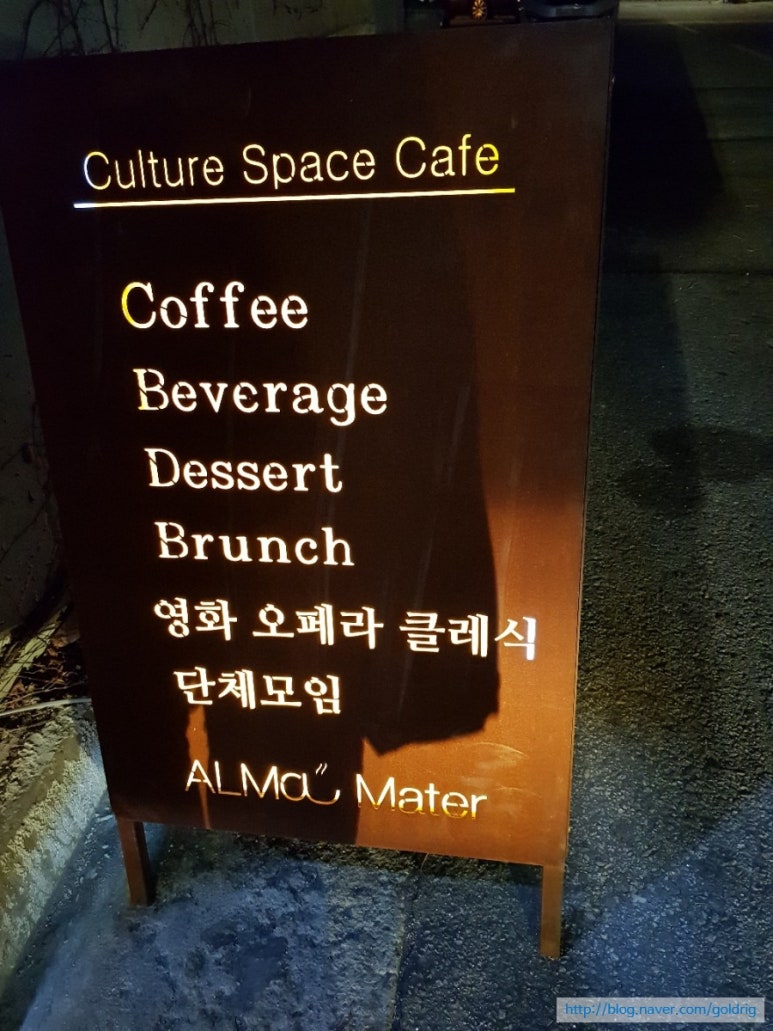 Culture Space Cafe
Coffee
Beverage
Dessert
Brunch
영화 오페라 클레식
단체모임
ALMa Mater
http://blog.naver.com/goldrig